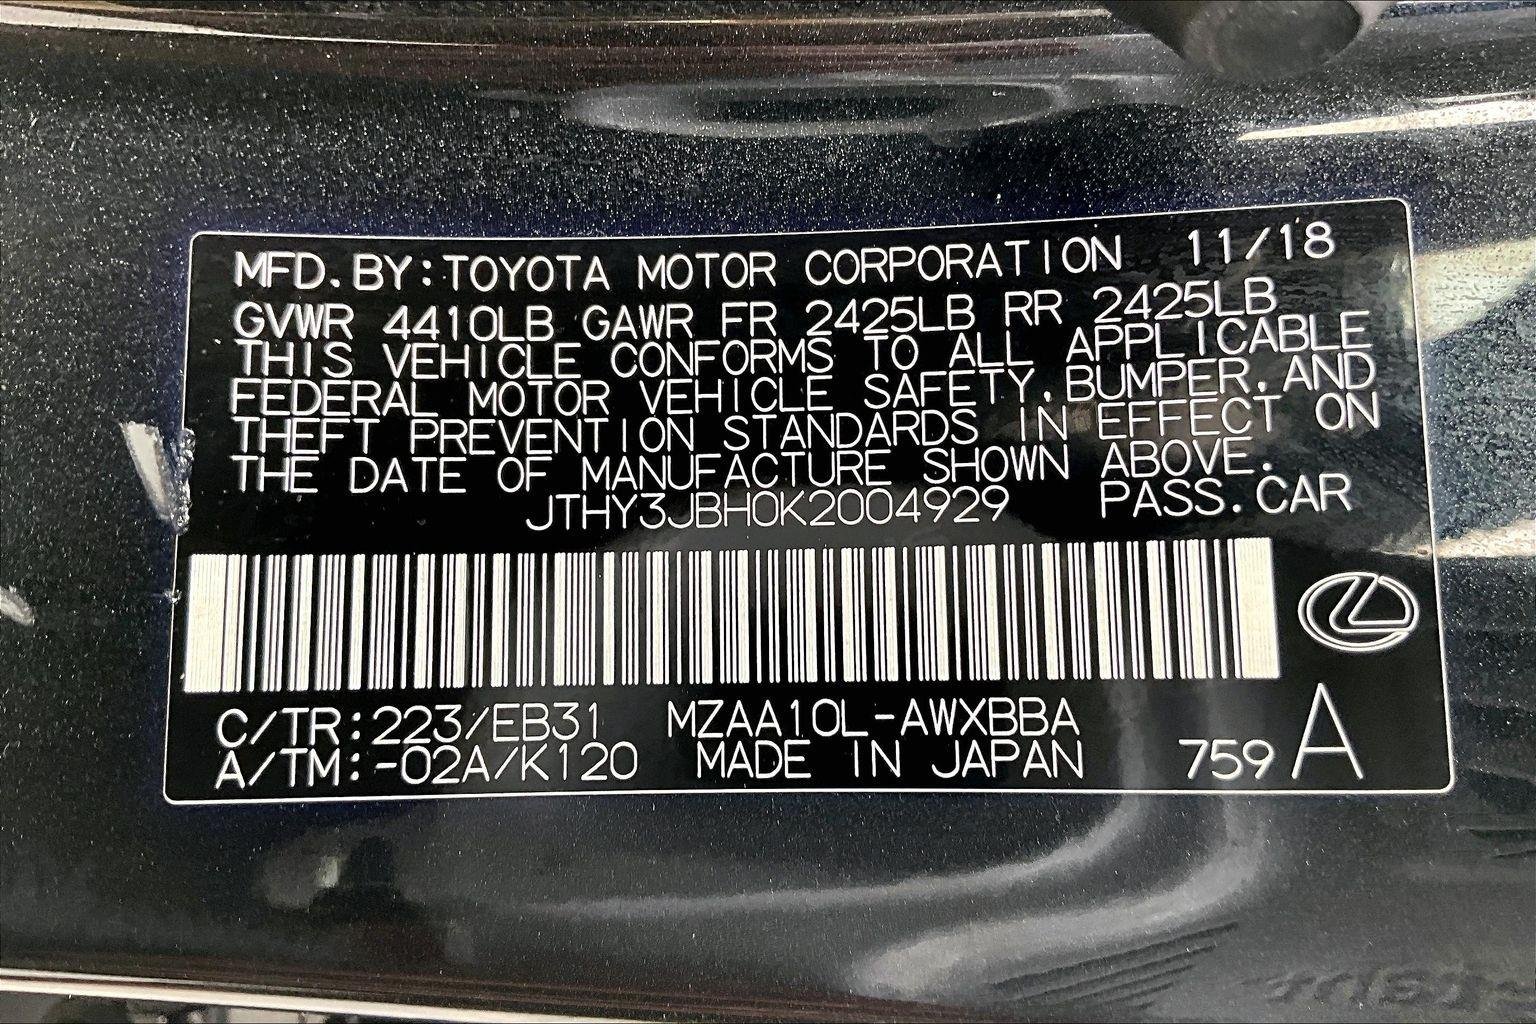 MFD. BY: TOYOTA MOTOR CORPORATION 11/18
GVWR 4410LB GAWR FR 2425LB RR 2425LB
THIS VEHICLE CONFORMS TO ALL APPLICABLE
FEDERAL MOTOR VEHICLE SAFETY, BUMPER, AND
THEFT PREVENTION STANDARDS IN EFFECT ON
THE DATE OF MANUFACTURE SHOWN ABOVE.
JTHY3JBH0K2004929 PASS. CAR
C/TR: 223/EB31 MZAA10L-AWXBBA
A/TM: -02A/K120 MADE IN JAPAN 759 A